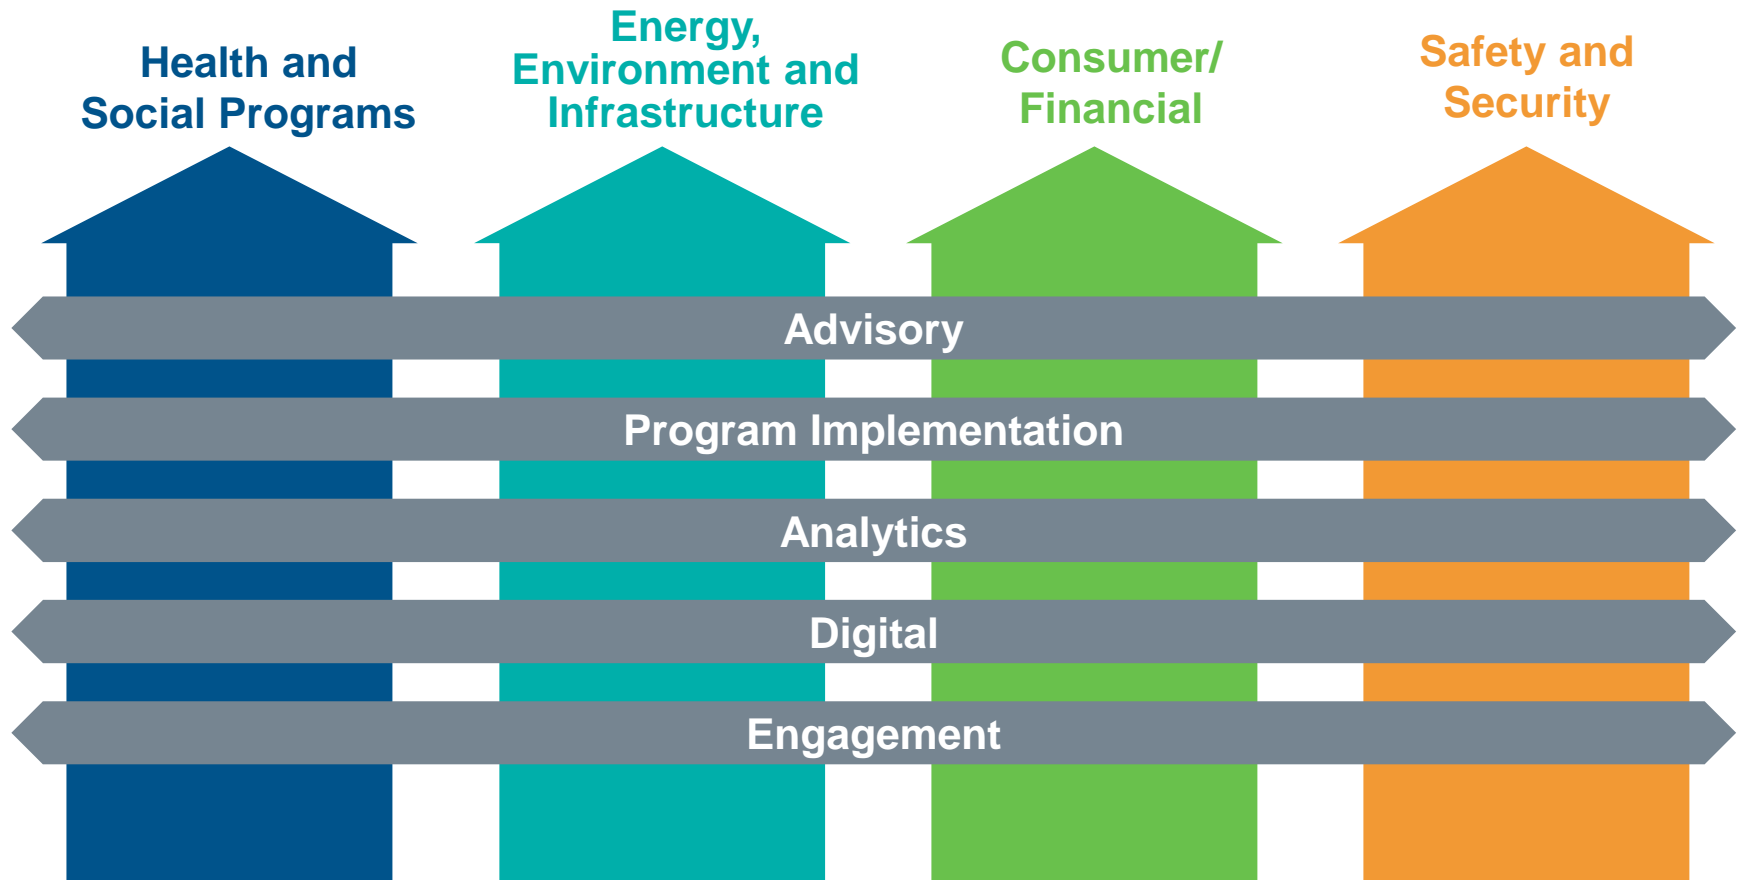 Health and
Social Programs
Energy,
Environment and
Infrastructure
Consumer/
Financial
Safety and
Security
Advisory
Program Implementation
Analytics
Digital
Engagement